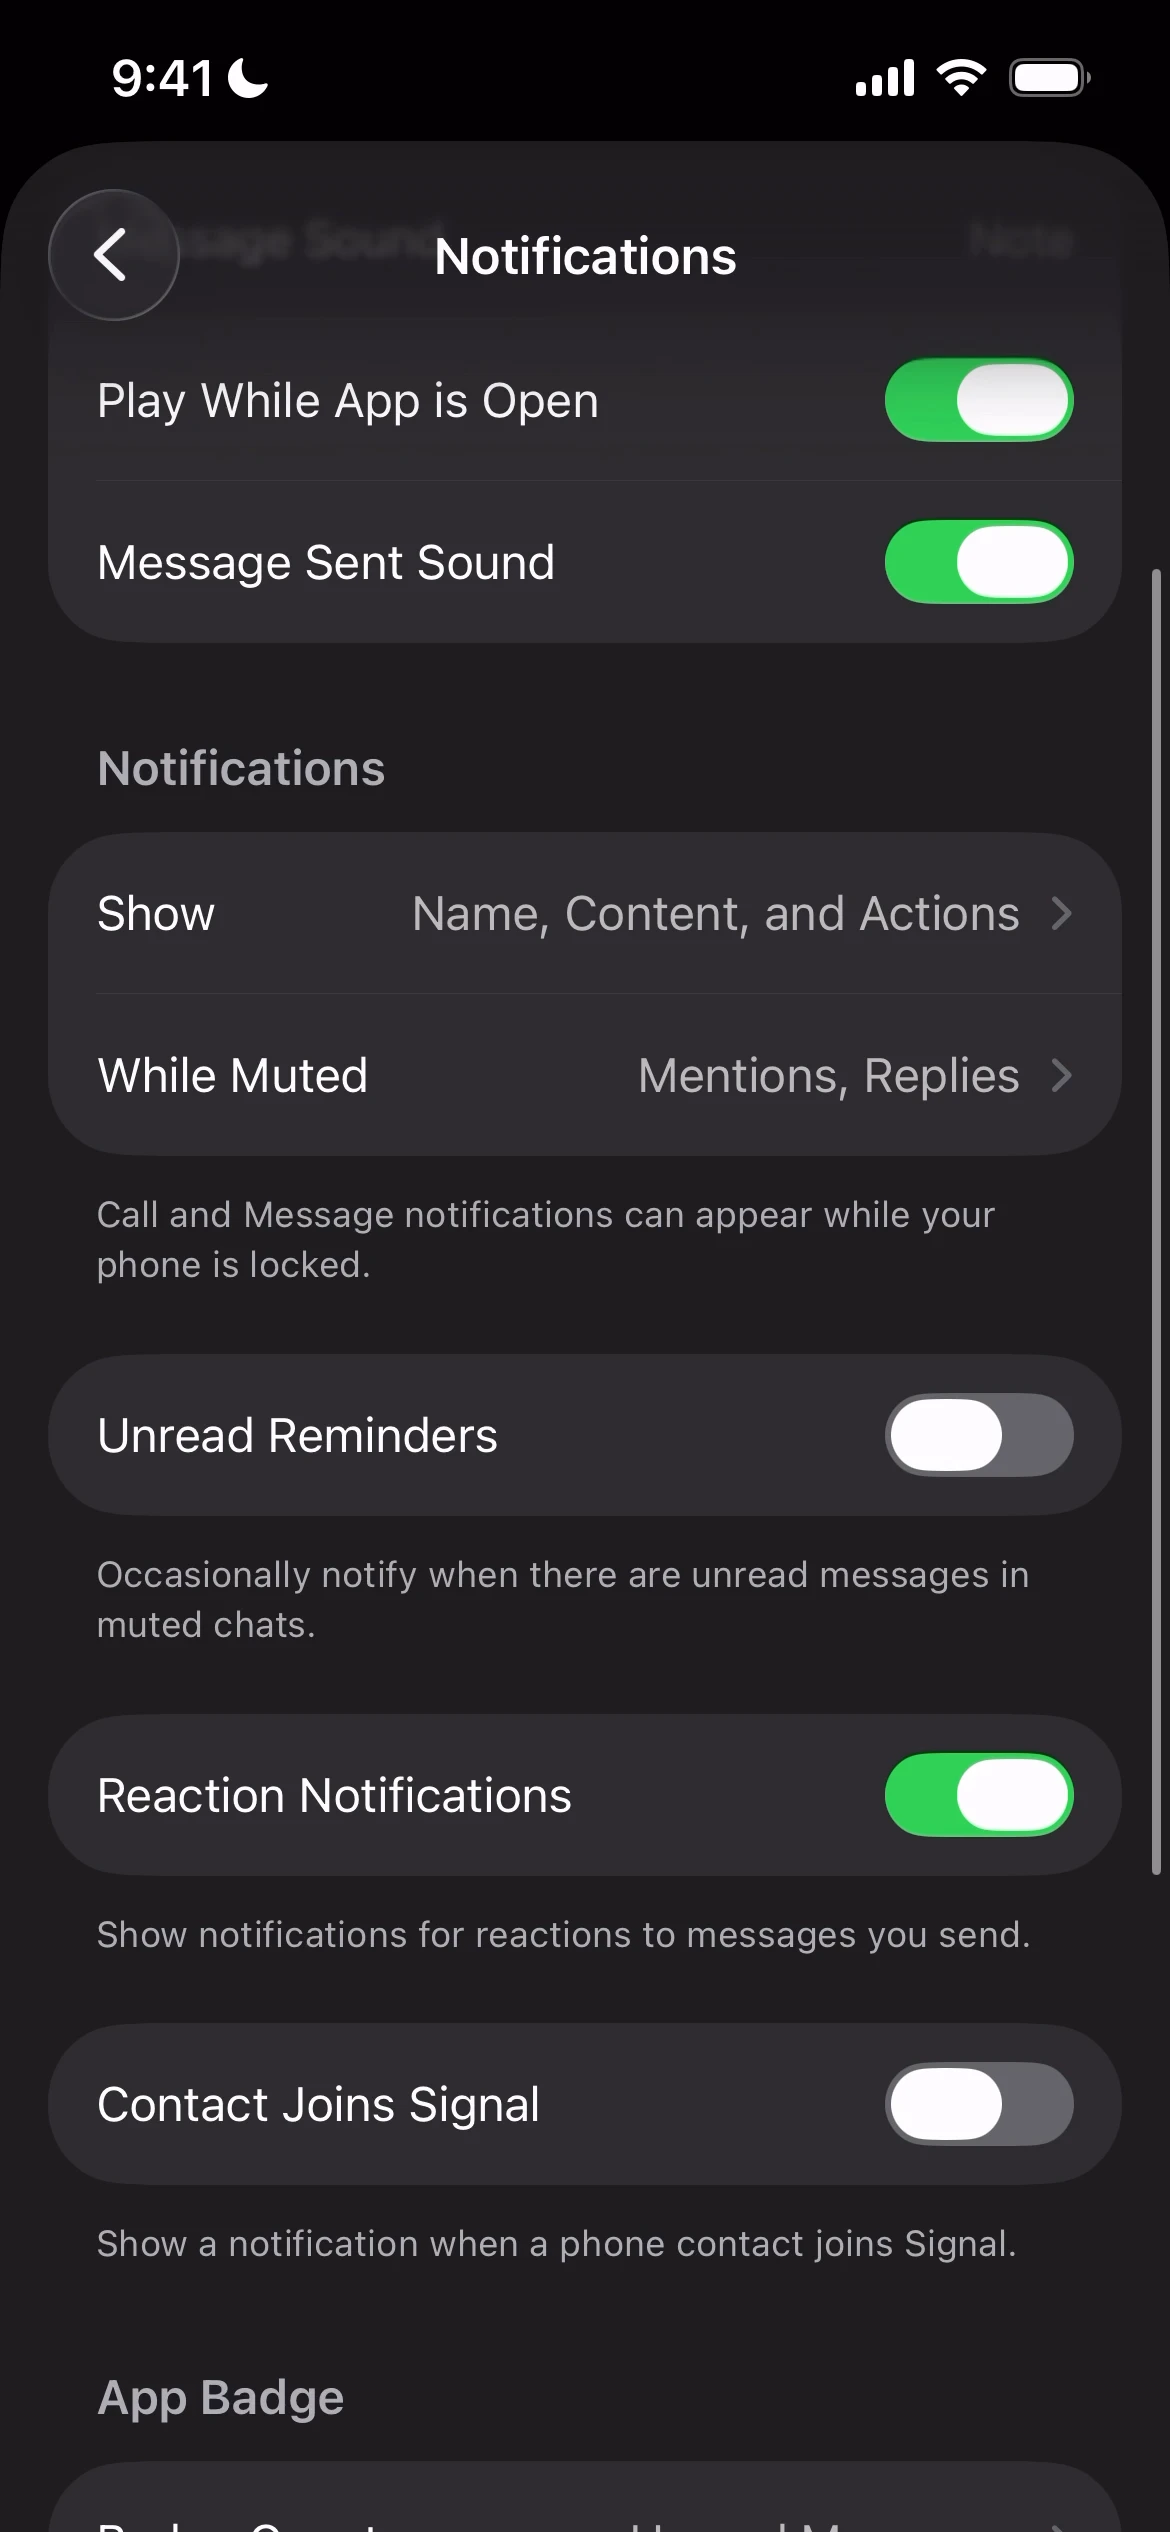 9:41
Notifications
Message Sound Note
Play While App is Open
Message Sent Sound
Notifications
Show Name, Content, and Actions
While Muted Mentions, Replies
Call and Message notifications can appear while your
phone is locked.
Unread Reminders
Occasionally notify when there are unread messages in
muted chats.
Reaction Notifications
Show notifications for reactions to messages you send.
Contact Joins Signal
Show a notification when a phone contact joins Signal.
App Badge